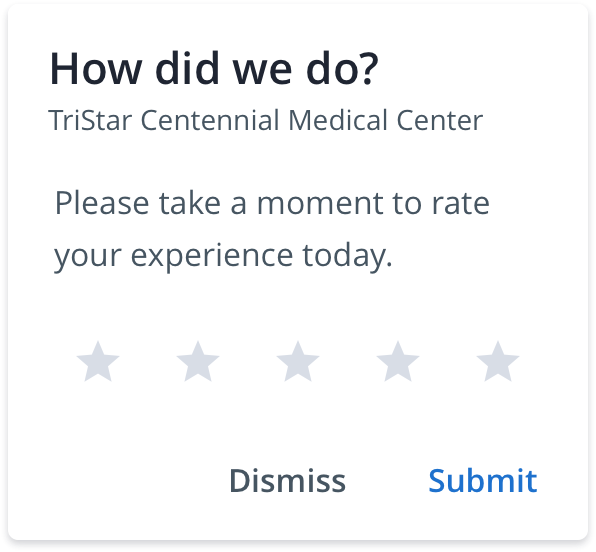 How did we do?
TriStar Centennial Medical Center
Please take a moment to rate
your experience today.
Dismiss Submit